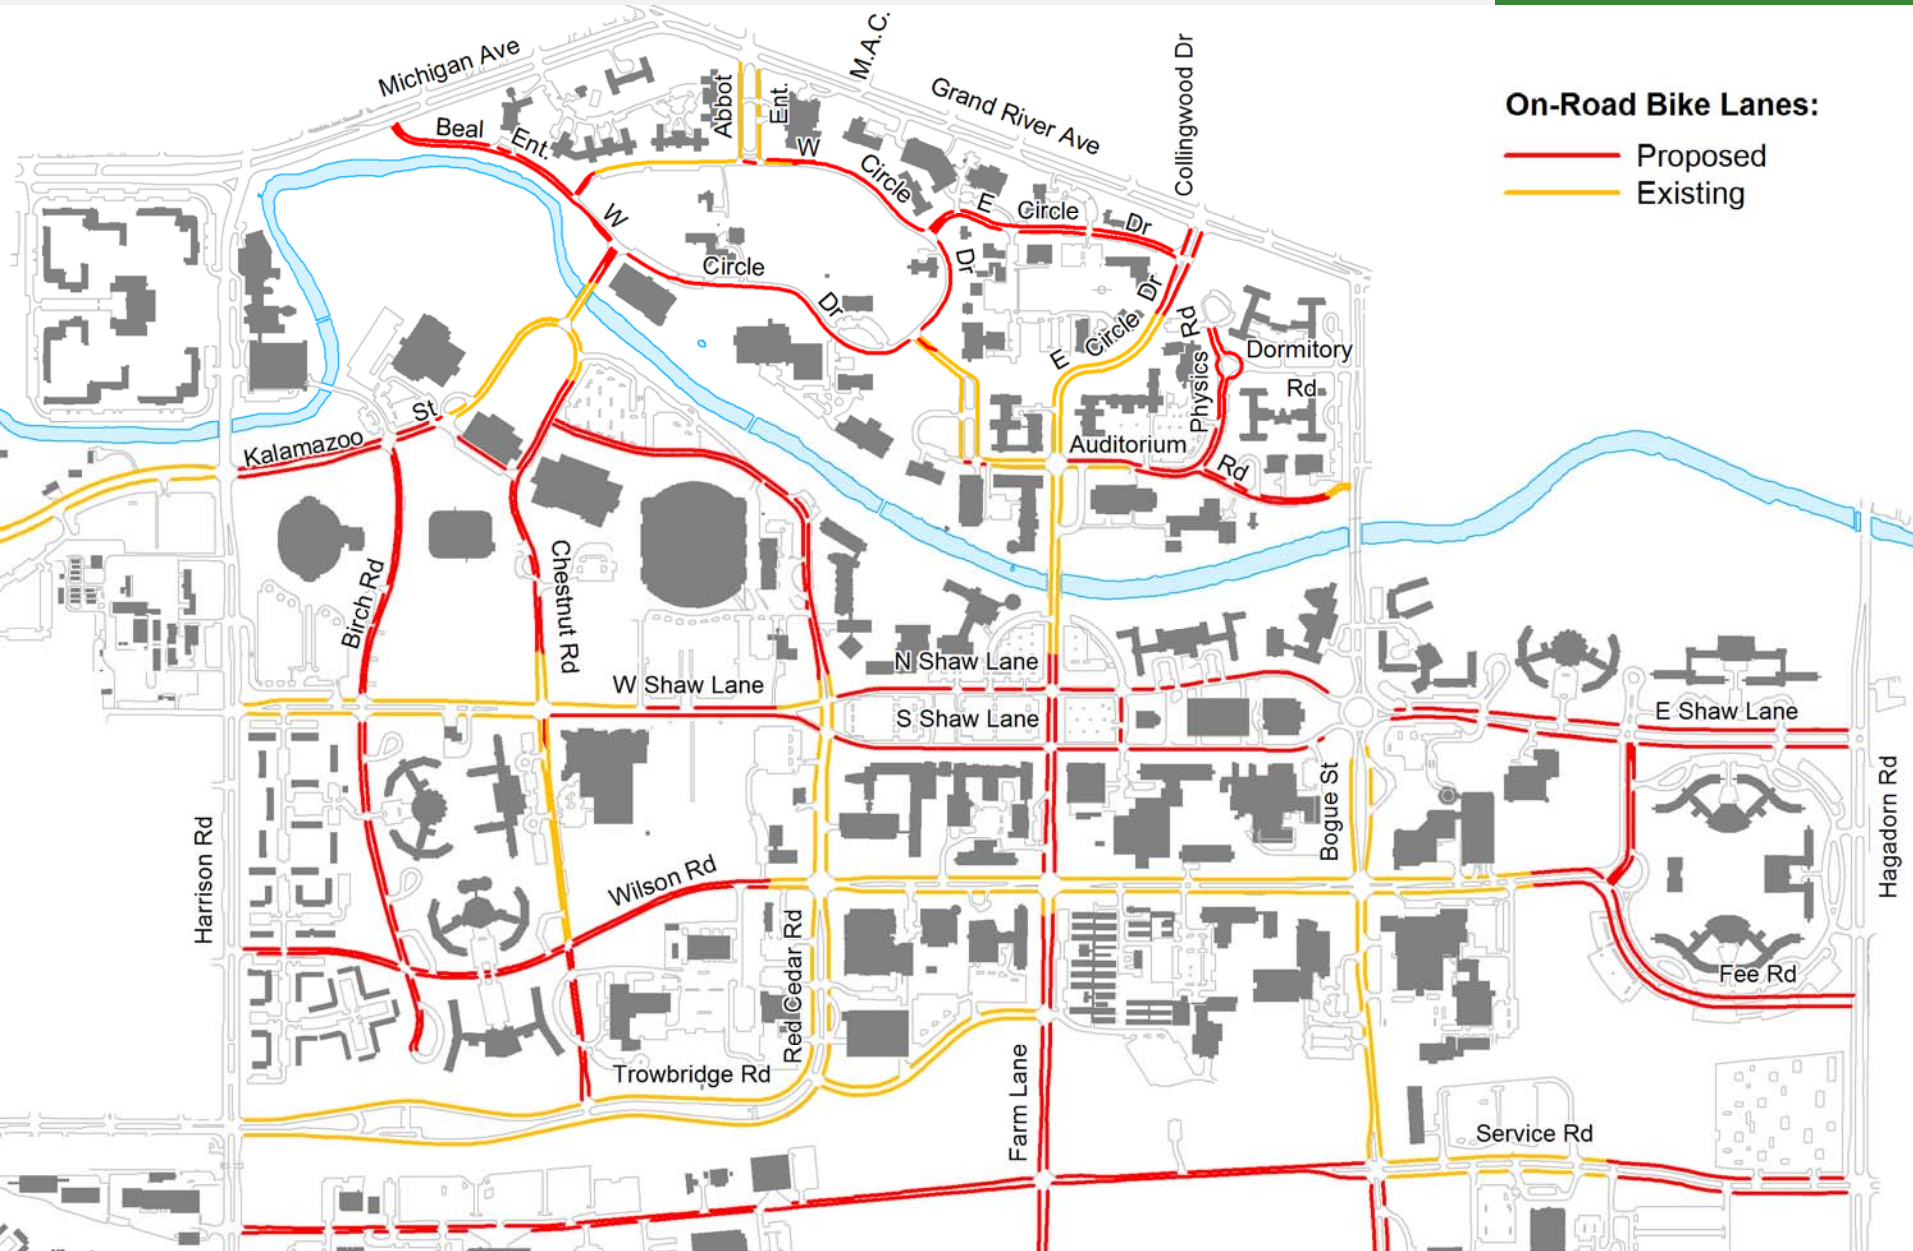 On-Road Bike Lanes:
Proposed
Existing
Michigan Ave
M.A.C.
Grand River Ave
Collingwood Dr
Abbot
Ent.
Beal
Ent.
W
Circle
E
Circle
Dr
W
Circle
Dr
Dr
E
Circle
Dr
Physics
Rd
Dormitory
Rd
Auditorium
Rd
Kalamazoo
St
Birch Rd
Chestnut Rd
W Shaw Lane
N Shaw Lane
S Shaw Lane
E Shaw Lane
Harrison Rd
Wilson Rd
Red Cedar Rd
Bogue St
Hagadorn Rd
Fee Rd
Trowbridge Rd
Farm Lane
Service Rd